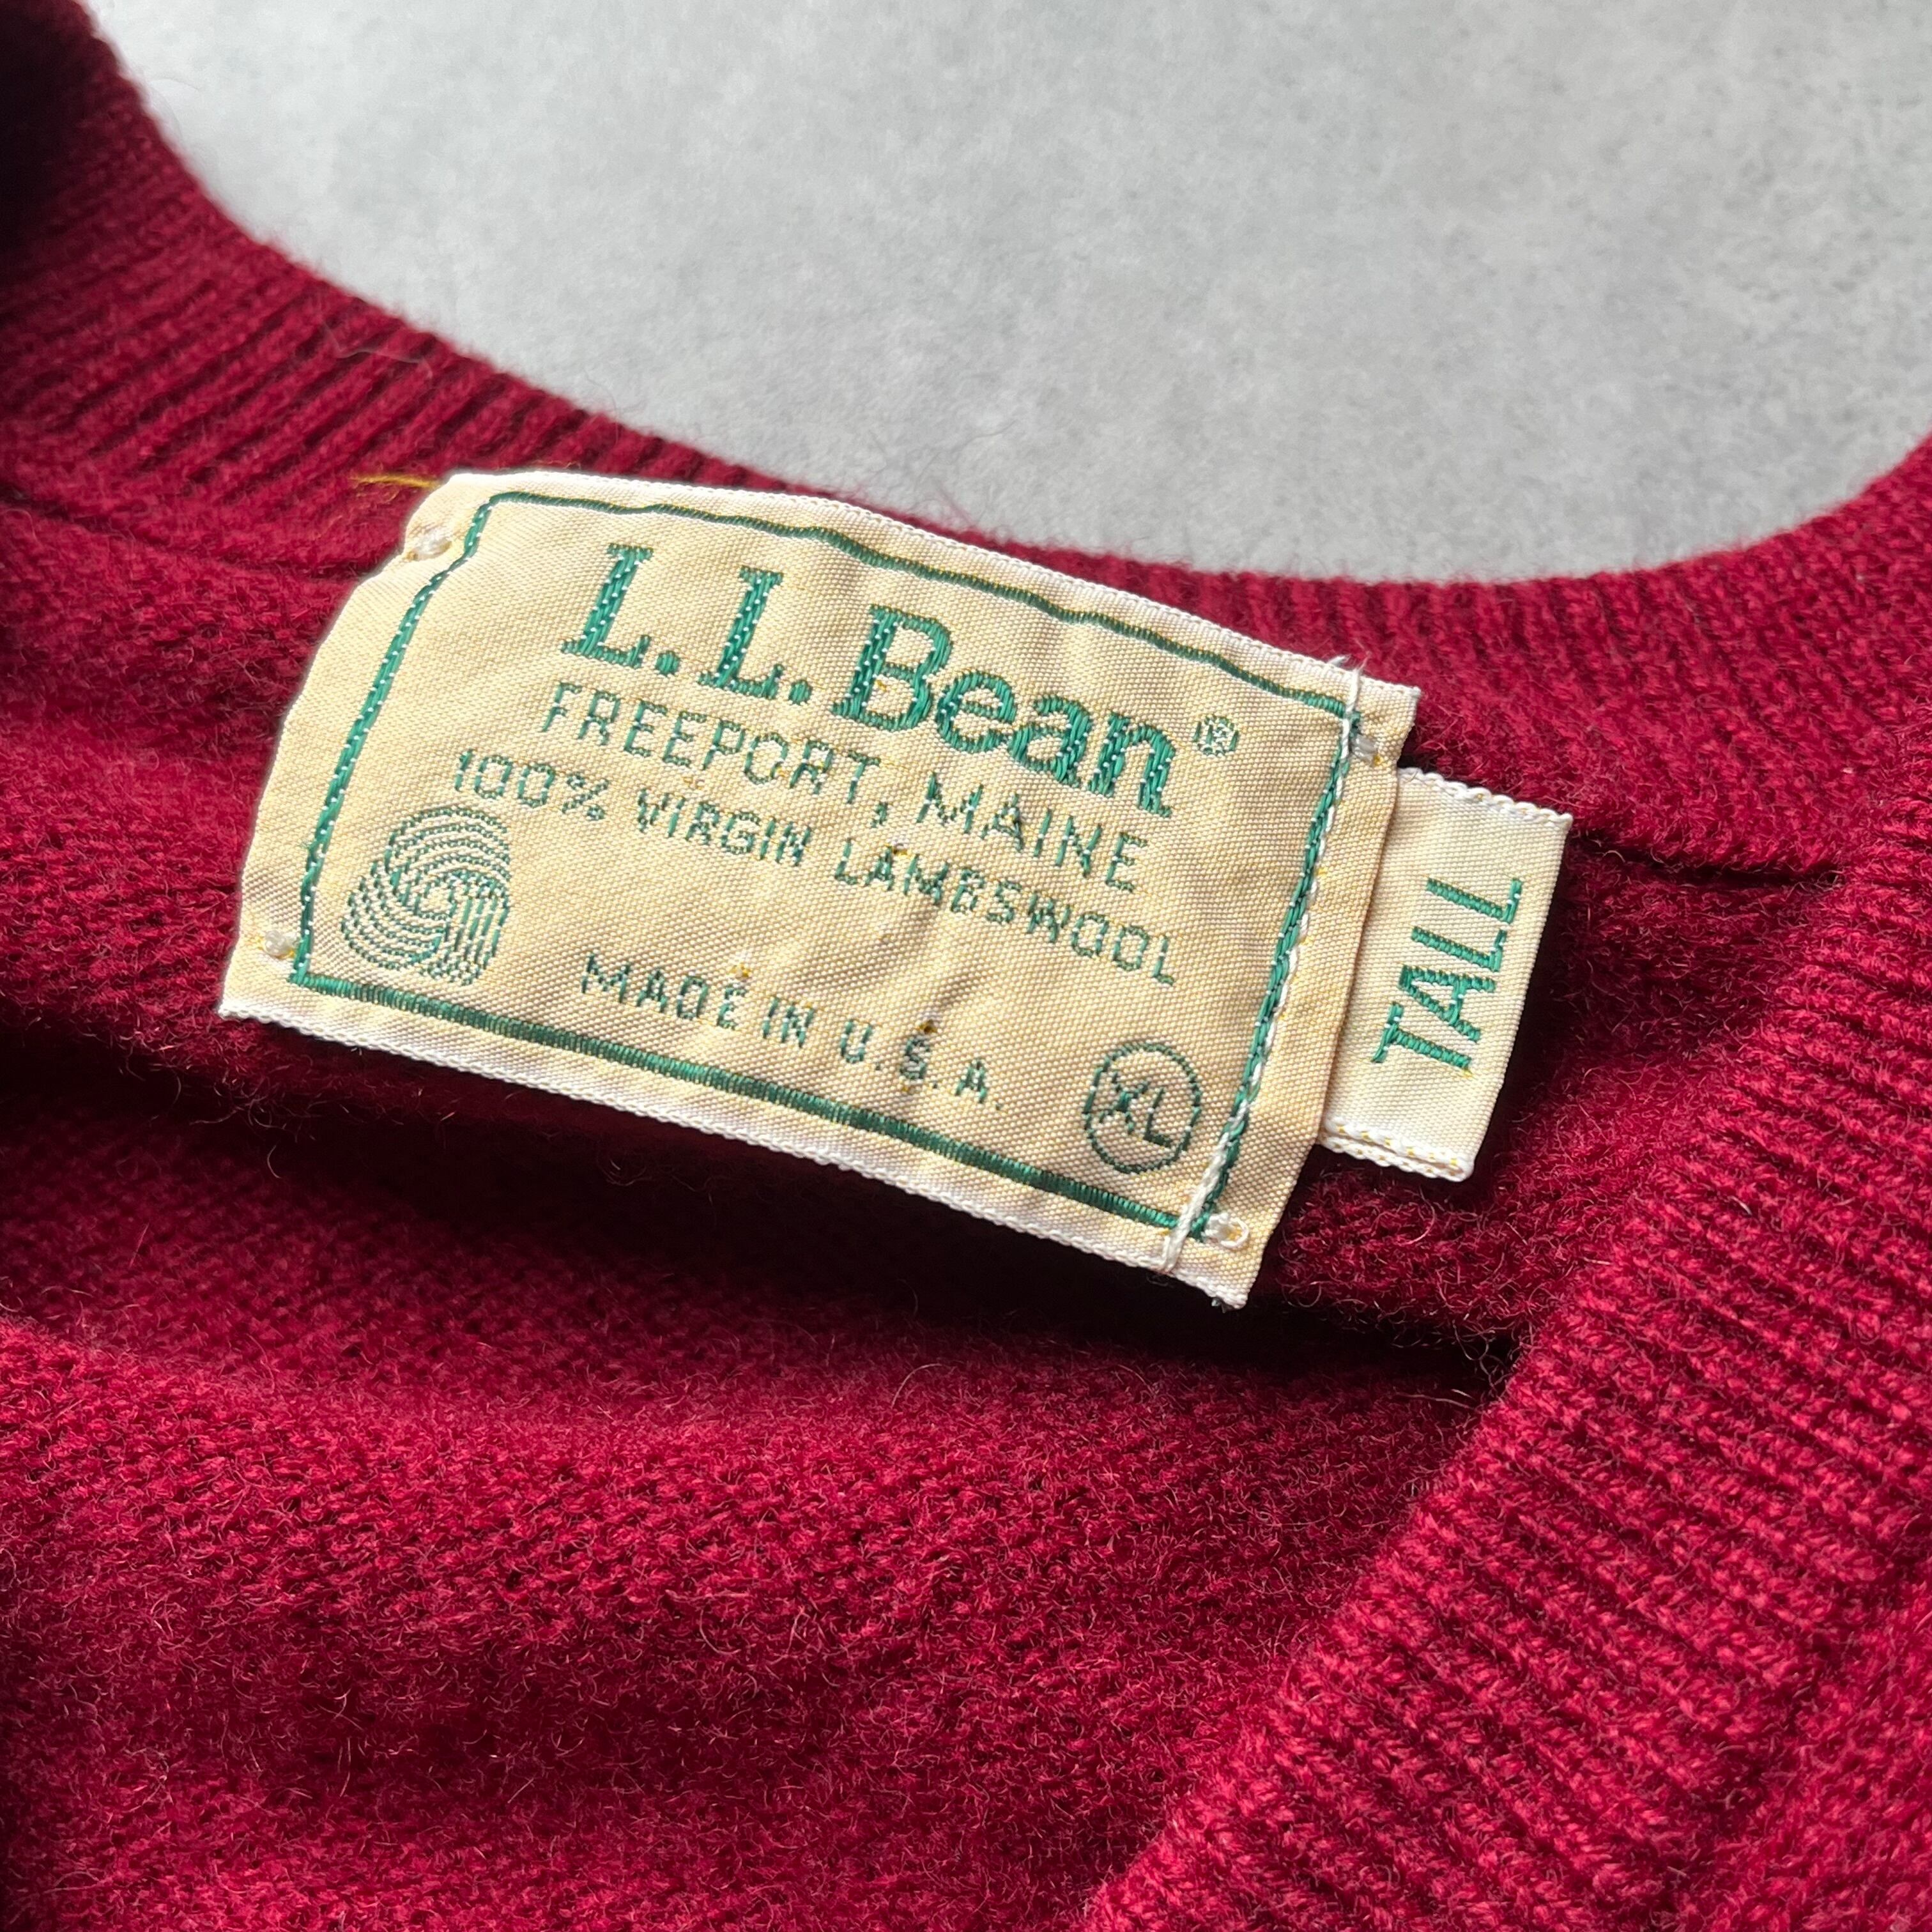 L.L.Bean®
FREEPORT, MAINE
100% VIRGIN LAMBSWOOL
MADE IN U.S.A.
XL
TALL